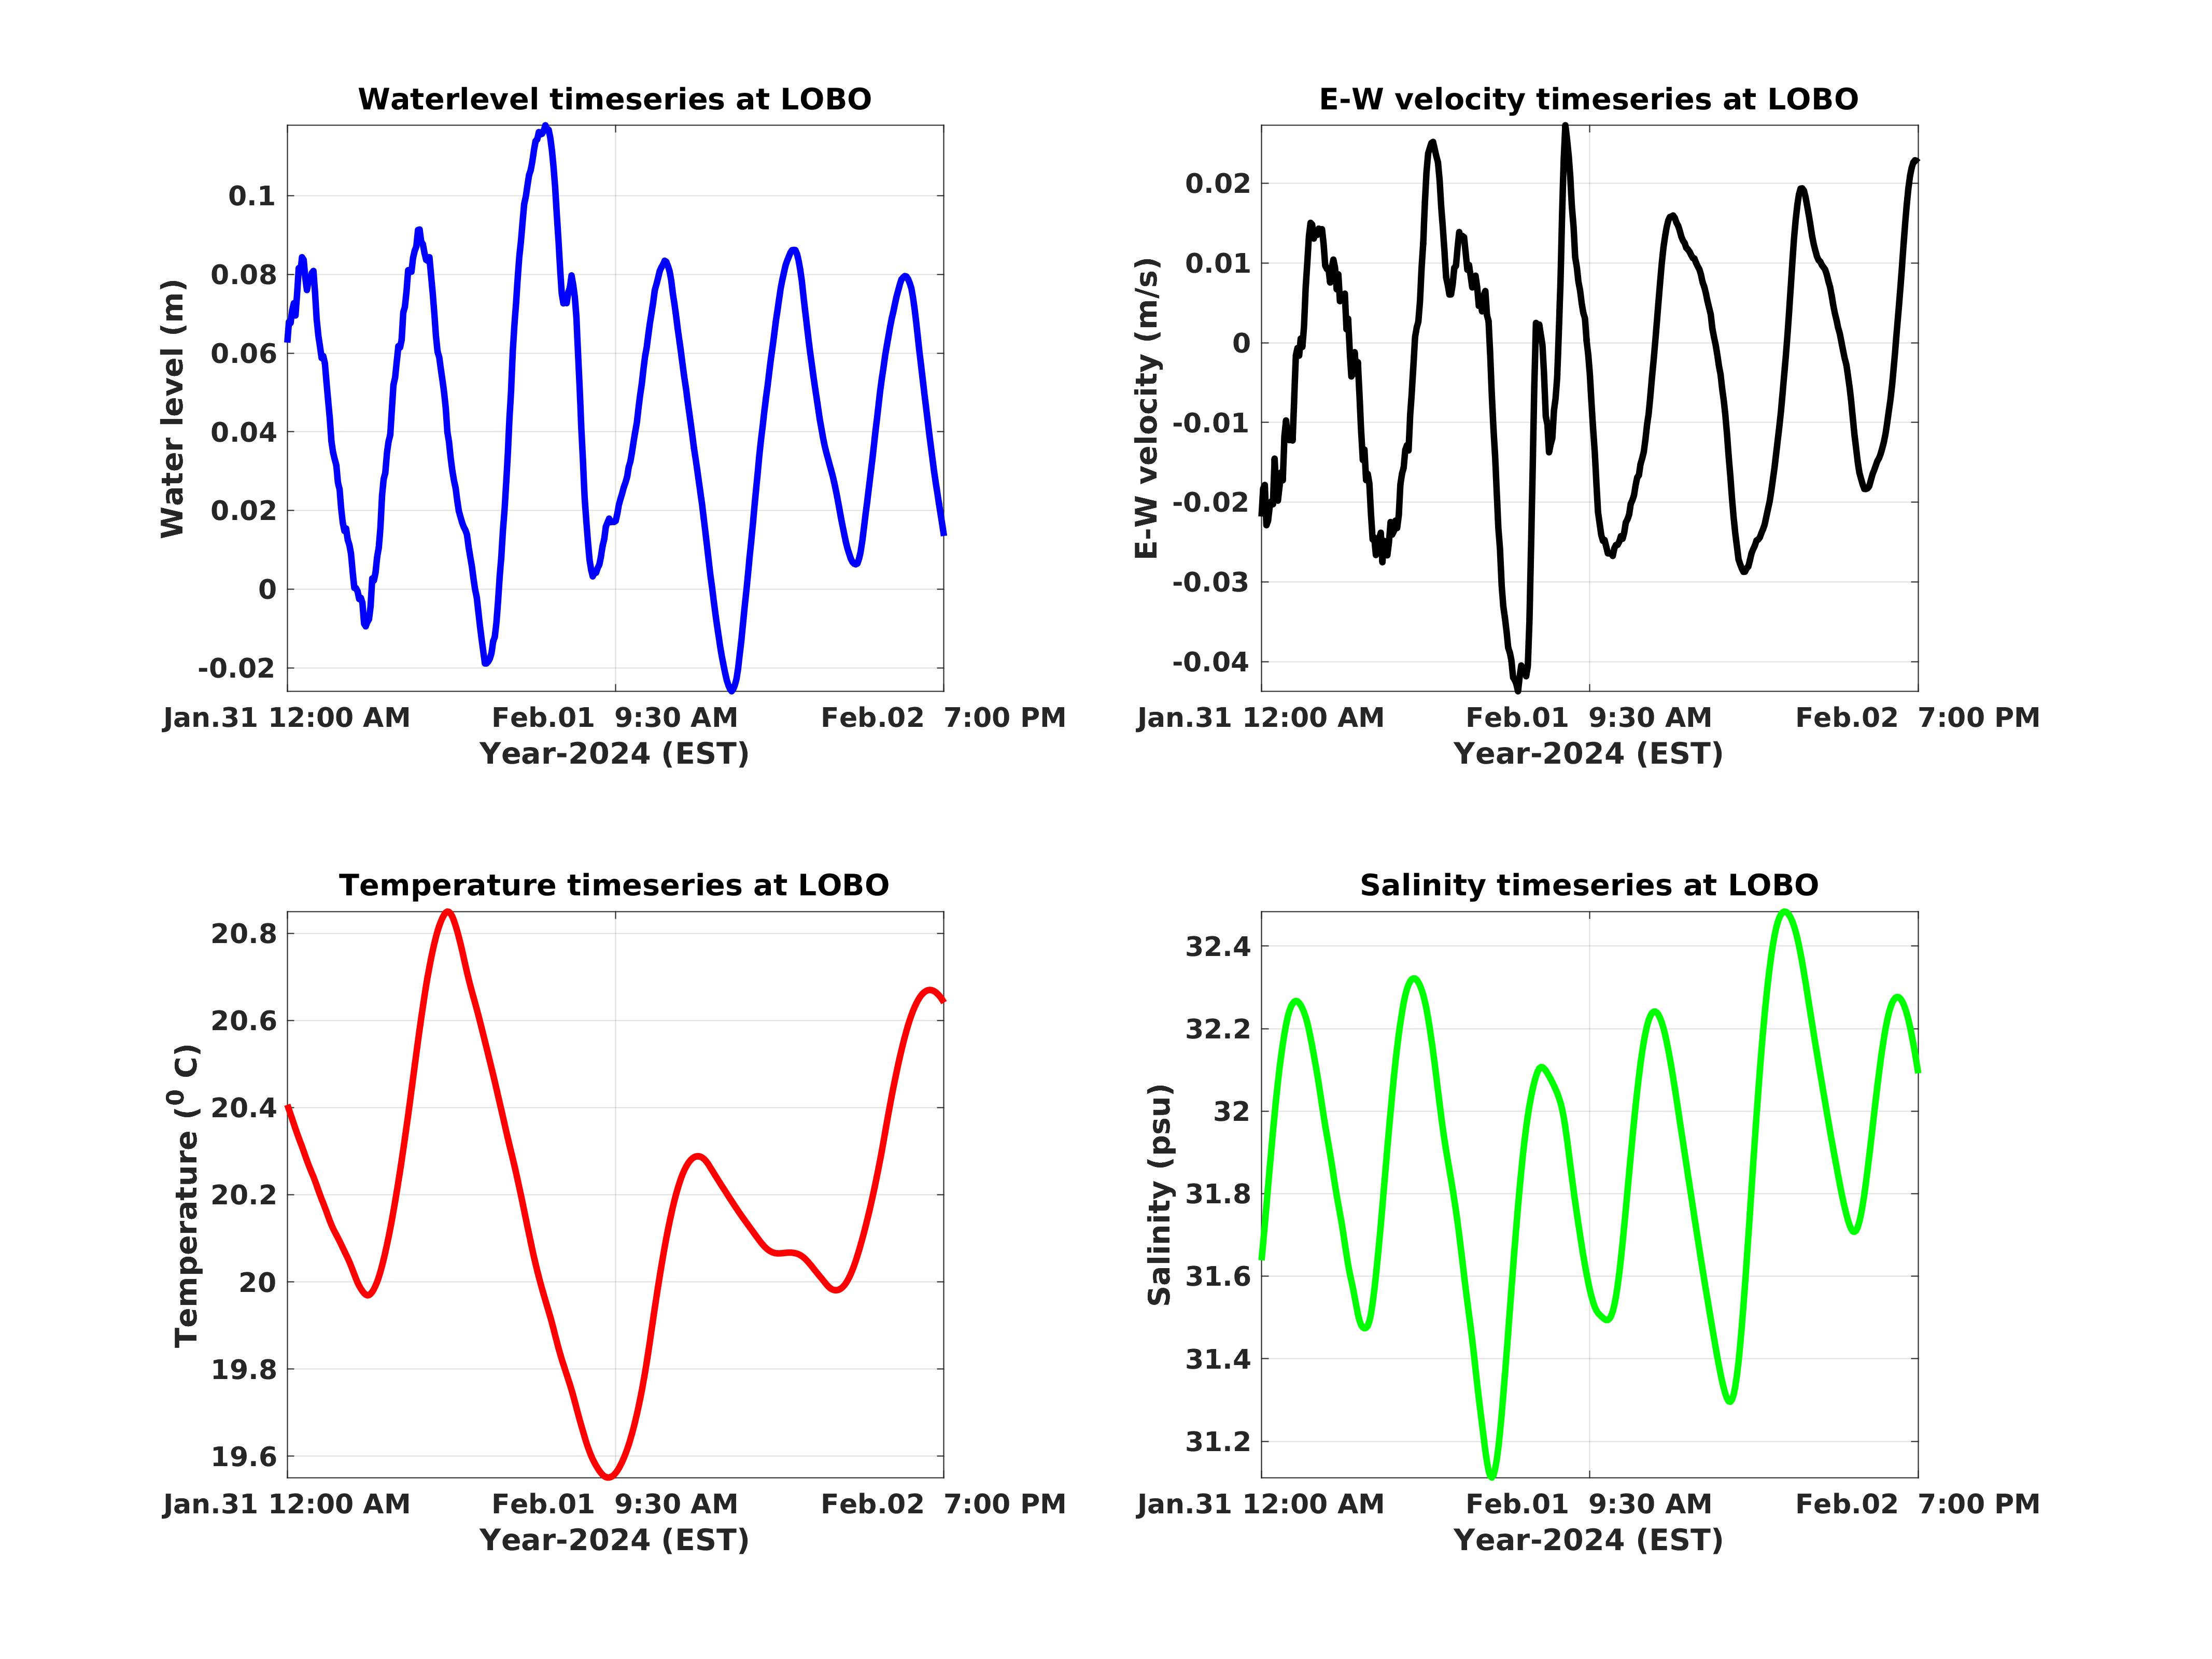 Waterlevel timeseries at LOBO
Water level (m)
0.1
0.08
0.06
0.04
0.02
0
-0.02
Jan.31 12:00 AM Feb.01 9:30 AM Feb.02 7:00 PM
Year-2024 (EST)
E-W velocity timeseries at LOBO
E-W velocity (m/s)
0.02
0.01
0
-0.01
-0.02
-0.03
-0.04
Jan.31 12:00 AM Feb.01 9:30 AM Feb.02 7:00 PM
Year-2024 (EST)
Temperature timeseries at LOBO
Temperature (⁰ C)
20.8
20.6
20.4
20.2
20
19.8
19.6
Jan.31 12:00 AM Feb.01 9:30 AM Feb.02 7:00 PM
Year-2024 (EST)
Salinity timeseries at LOBO
Salinity (psu)
32.4
32.2
32
31.8
31.6
31.4
31.2
Jan.31 12:00 AM Feb.01 9:30 AM Feb.02 7:00 PM
Year-2024 (EST)